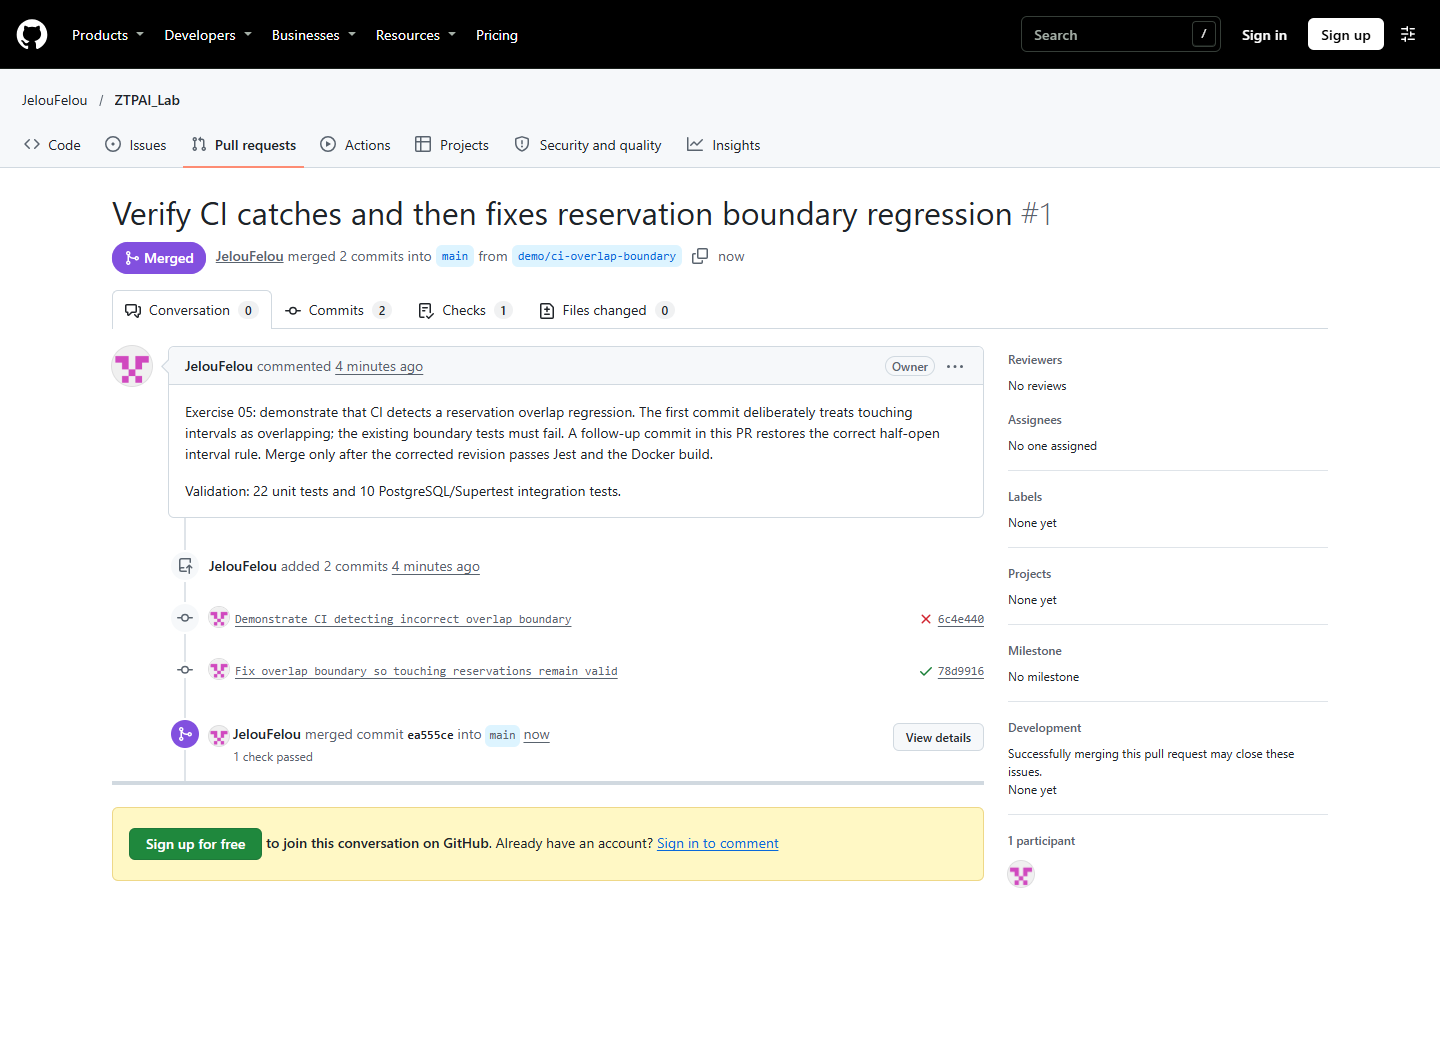 Products Developers Businesses Resources Pricing Search / Sign in Sign up
JelouFelou / ZTPAI_Lab
Code Issues Pull requests Actions Projects Security and quality Insights
Verify CI catches and then fixes reservation boundary regression #1
Merged JelouFelou merged 2 commits into main from demo/ci-overlap-boundary now
Conversation 0 Commits 2 Checks 1 Files changed 0
JelouFelou commented 4 minutes ago Owner
Exercise 05: demonstrate that CI detects a reservation overlap regression. The first commit deliberately treats touching
intervals as overlapping; the existing boundary tests must fail. A follow-up commit in this PR restores the correct half-open
interval rule. Merge only after the corrected revision passes Jest and the Docker build.
Validation: 22 unit tests and 10 PostgreSQL/Supertest integration tests.
JelouFelou added 2 commits 4 minutes ago
Demonstrate CI detecting incorrect overlap boundary 6c4e440
Fix overlap boundary so touching reservations remain valid 78d9916
JelouFelou merged commit ea555ce into main now
1 check passed
View details
Sign up for free to join this conversation on GitHub. Already have an account? Sign in to comment
Reviewers
No reviews
Assignees
No one assigned
Labels
None yet
Projects
None yet
Milestone
No milestone
Development
Successfully merging this pull request may close these
issues.
None yet
1 participant